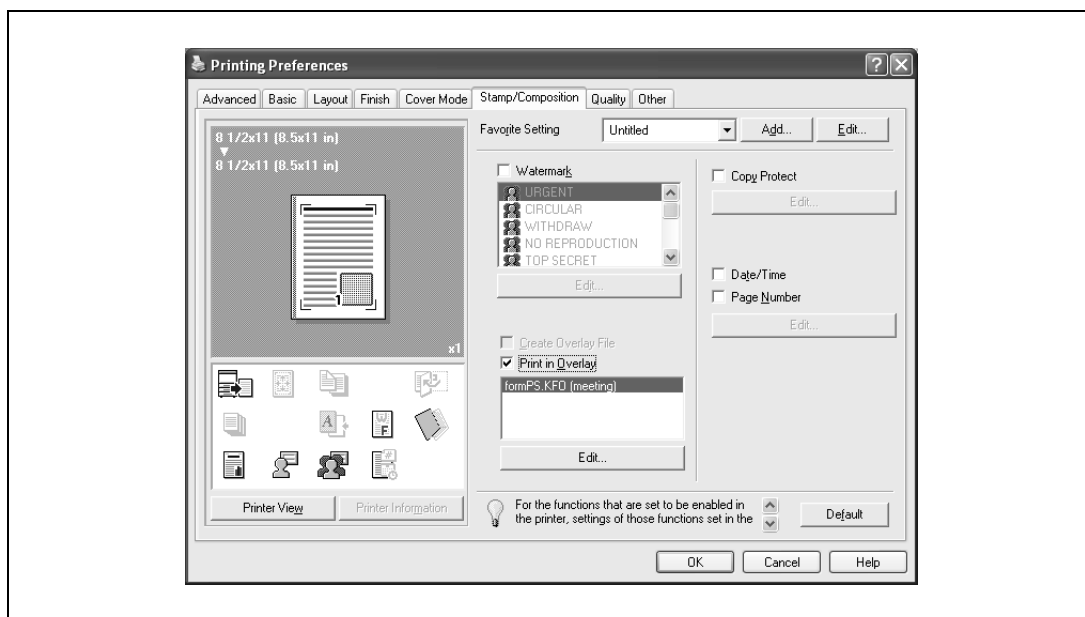 Printing Preferences
Advanced Basic Layout Finish Cover Mode Stamp/Composition Quality Other
8 1/2x11 (8.5x11 in)
8 1/2x11 (8.5x11 in)
x1
Printer View Printer Information
Favorite Setting Untitled Add... Edit...
Watermark
URGENT
CIRCULAR
WITHDRAW
NO REPRODUCTION
TOP SECRET
Edit...
Create Overlay File
Print in Overlay
formPS.KFO (meeting)
Edit...
Copy Protect
Edit...
Date/Time
Page Number
Edit...
For the functions that are set to be enabled in
the printer, settings of those functions set in the
Default
OK Cancel Help